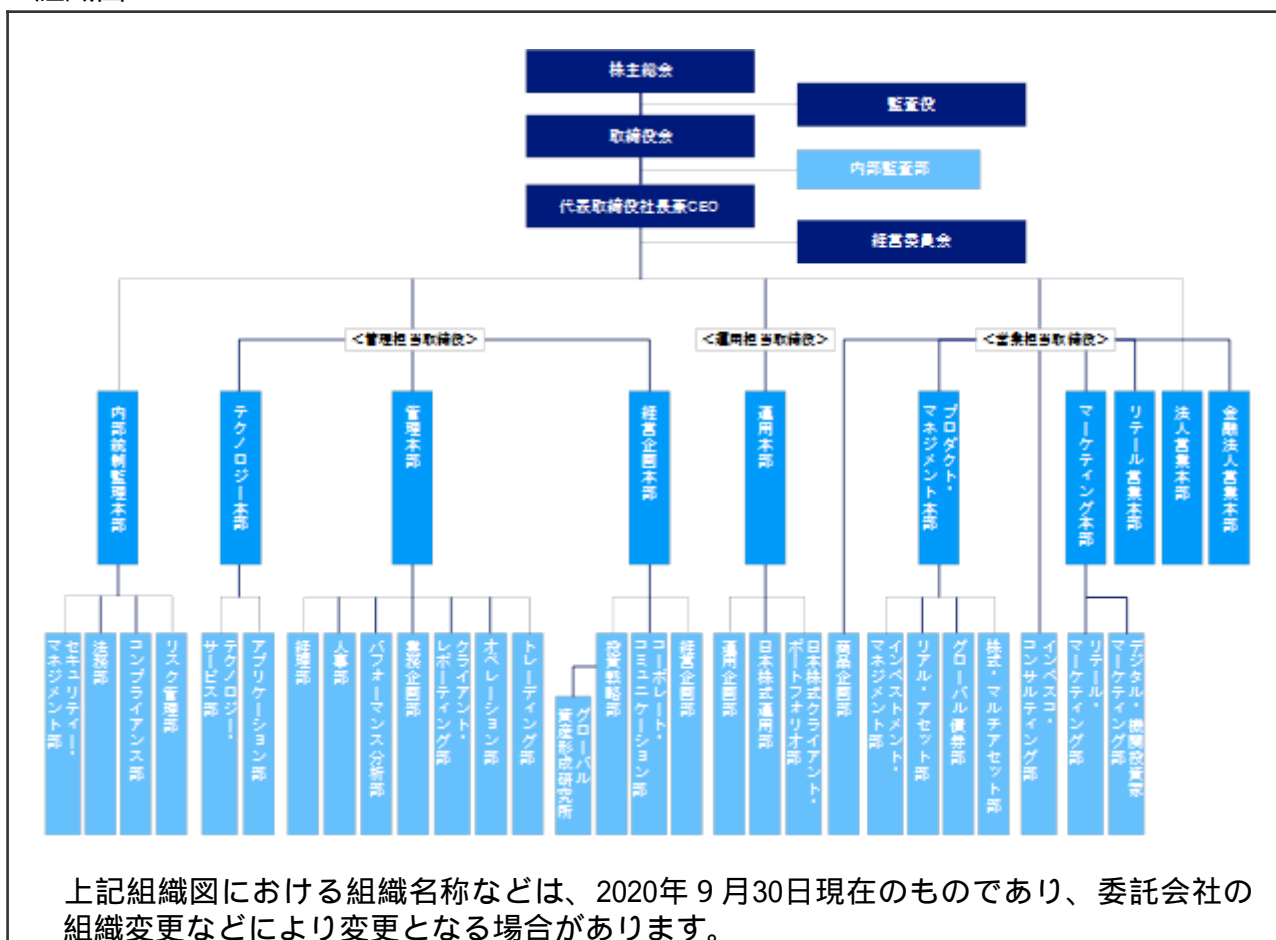 株主総会
監査役
取締役会
内部監査部
代表取締役社長兼CEO
経営委員会
＜管理担当取締役＞
＜運用担当取締役＞
＜営業担当取締役＞
内部統制監理本部
テクノロジー本部
管理本部
経営企画本部
運用本部
プロダクト・
マネジメント本部
マーケティング本部
リテール営業本部
法人営業本部
金融法人営業本部
セキュリティー・
マネジメント部
法務部
コンプライアンス部
リスク管理部
テクノロジー・
サービス部
アプリケーション部
経理部
人事部
パフォーマンス分析部
業務企画部
クライアント・
レポーティング部
オペレーション部
トレーディング部
グローバル
資産形成研究所
投資戦略部
コーポレート・
コミュニケーション部
経営企画部
運用企画部
日本株式運用部
日本株式クライアント・
ポートフォリオ部
商品企画部
インベストメント・
マネジメント部
リアル・アセット部
グローバル債券部
株式・マルチアセット部
インベスコ・
コンサルティング部
リテール・
マーケティング部
デジタル・機関投資家
マーケティング部
上記組織図における組織名称などは、2020年９月30日現在のものであり、委託会社の
組織変更などにより変更となる場合があります。